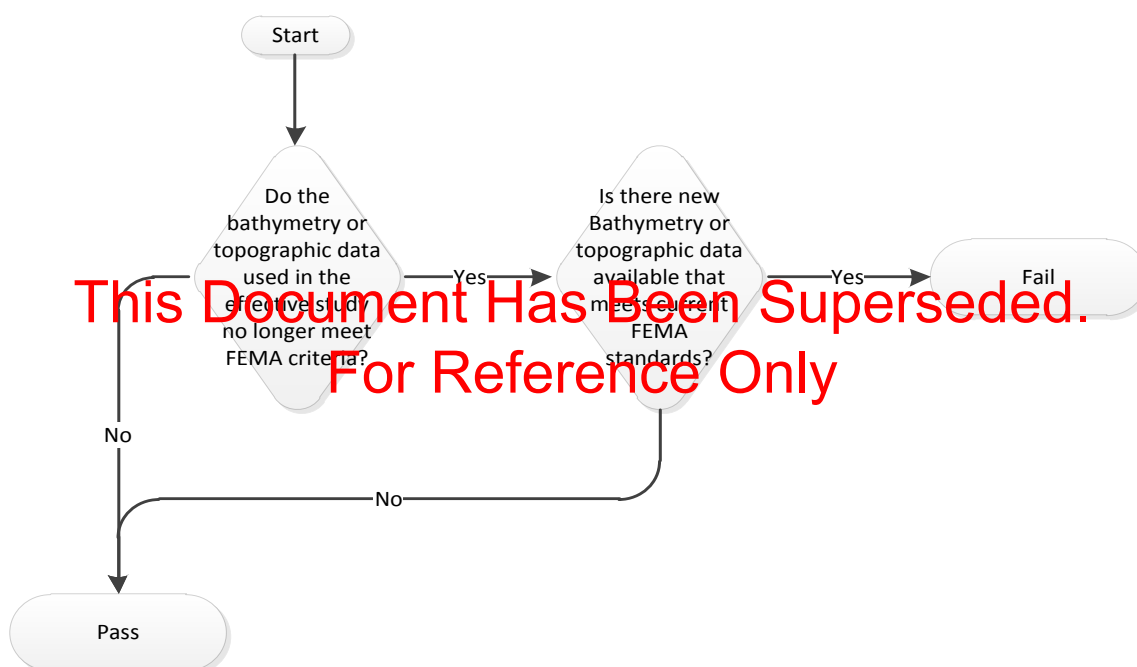 Start
Do the
bathymetry or
topographic data
used in the
effective study
no longer meet
FEMA criteria?
Yes
Is there new
Bathymetry or
topographic data
available that
meets current
FEMA
standards?
Yes
Fail
This Document Has Been Superseded.
For Reference Only
No
No
Pass